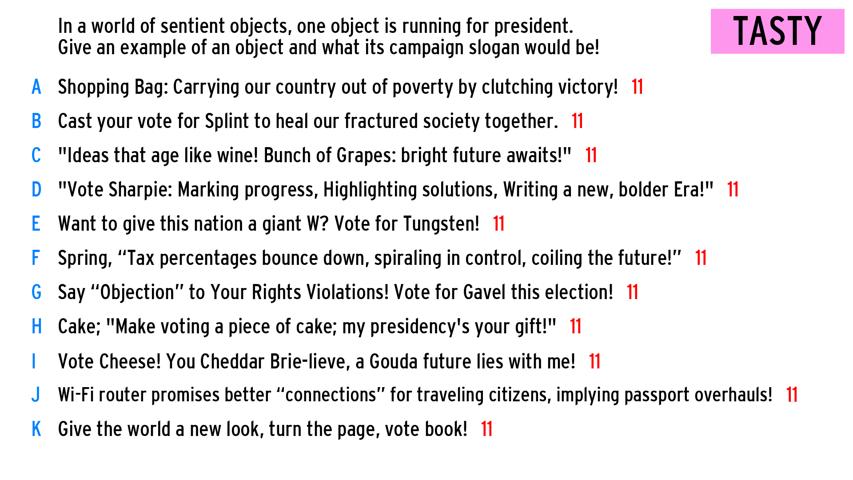 In a world of sentient objects, one object is running for president.
Give an example of an object and what its campaign slogan would be!
TASTY
A Shopping Bag: Carrying our country out of poverty by clutching victory! 11
B Cast your vote for Splint to heal our fractured society together. 11
C "Ideas that age like wine! Bunch of Grapes: bright future awaits!" 11
D "Vote Sharpie: Marking progress, Highlighting solutions, Writing a new, bolder Era!" 11
E Want to give this nation a giant W? Vote for Tungsten! 11
F Spring, “Tax percentages bounce down, spiraling in control, coiling the future!” 11
G Say “Objection” to Your Rights Violations! Vote for Gavel this election! 11
H Cake; "Make voting a piece of cake; my presidency's your gift!" 11
I Vote Cheese! You Cheddar Brie-lieve, a Gouda future lies with me! 11
J Wi-Fi router promises better “connections” for traveling citizens, implying passport overhauls! 11
K Give the world a new look, turn the page, vote book! 11